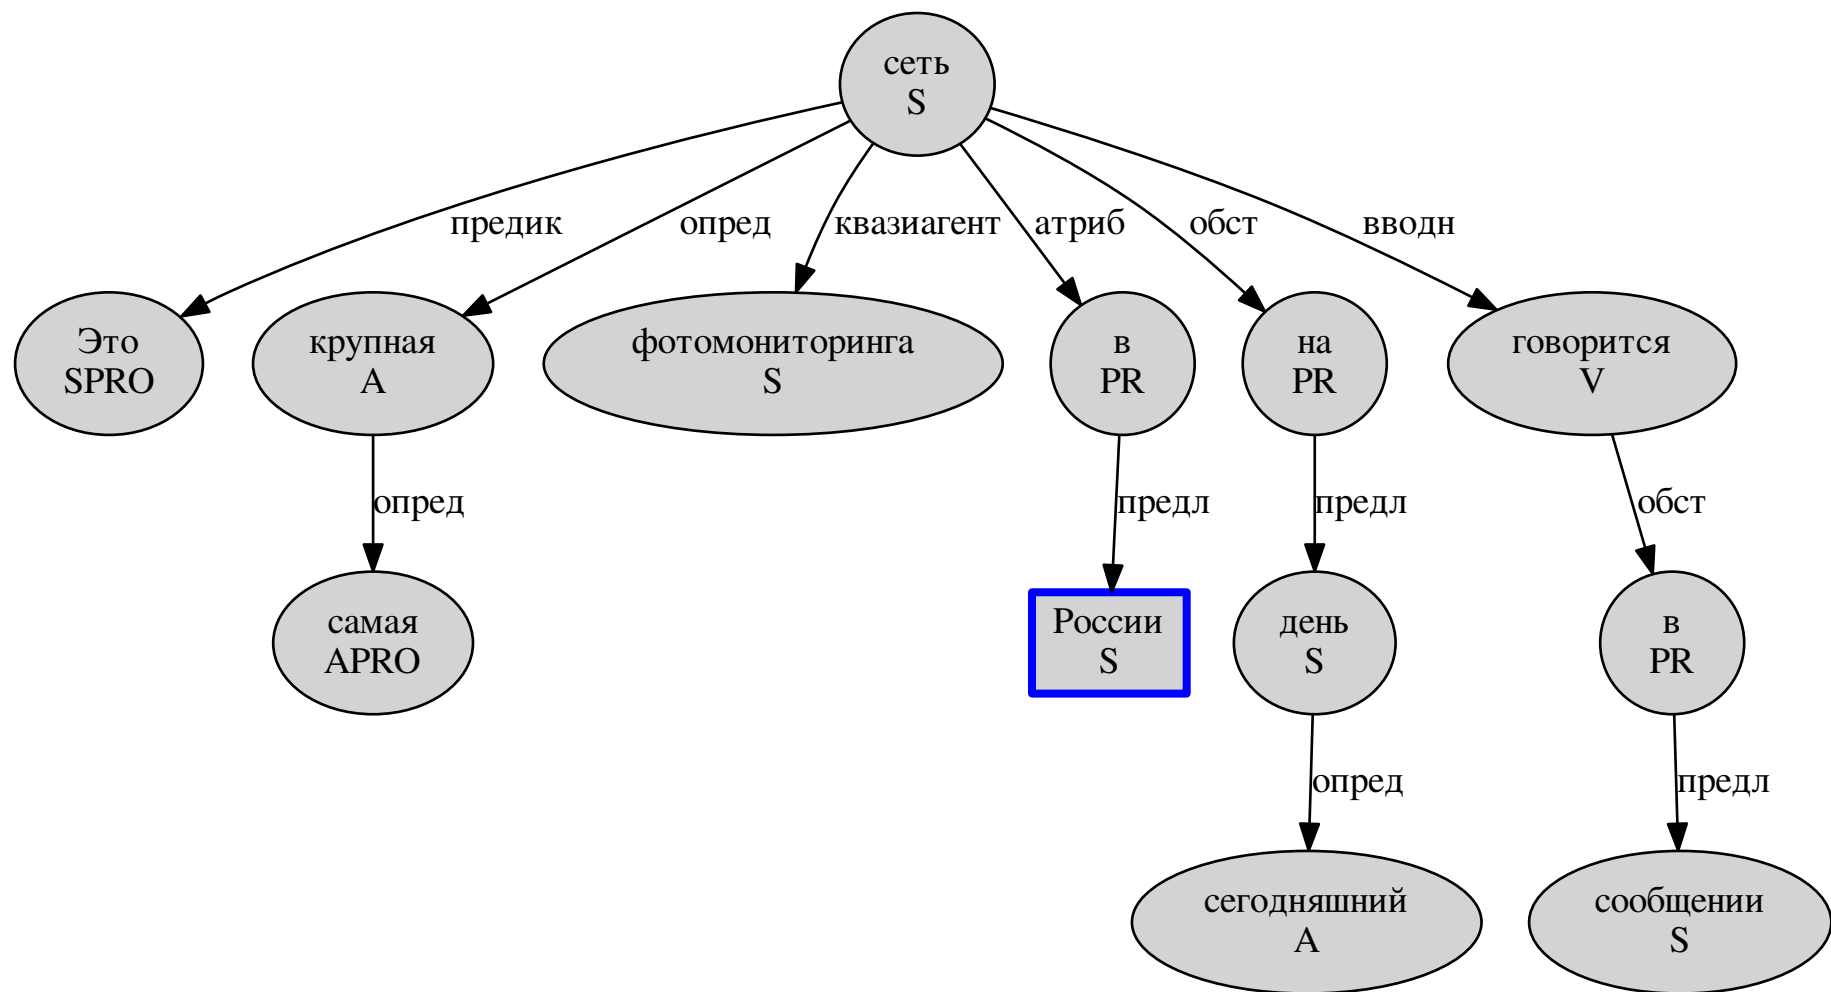 сеть
S
предик
опред
квазиагент
атриб
обст
вводн
Это
SPRO
крупная
A
фотомониторинга
S
в
PR
на
PR
говорится
V
опред
предл
предл
обст
самая
APRO
России
S
день
S
в
PR
опред
предл
сегодняшний
A
сообщении
S